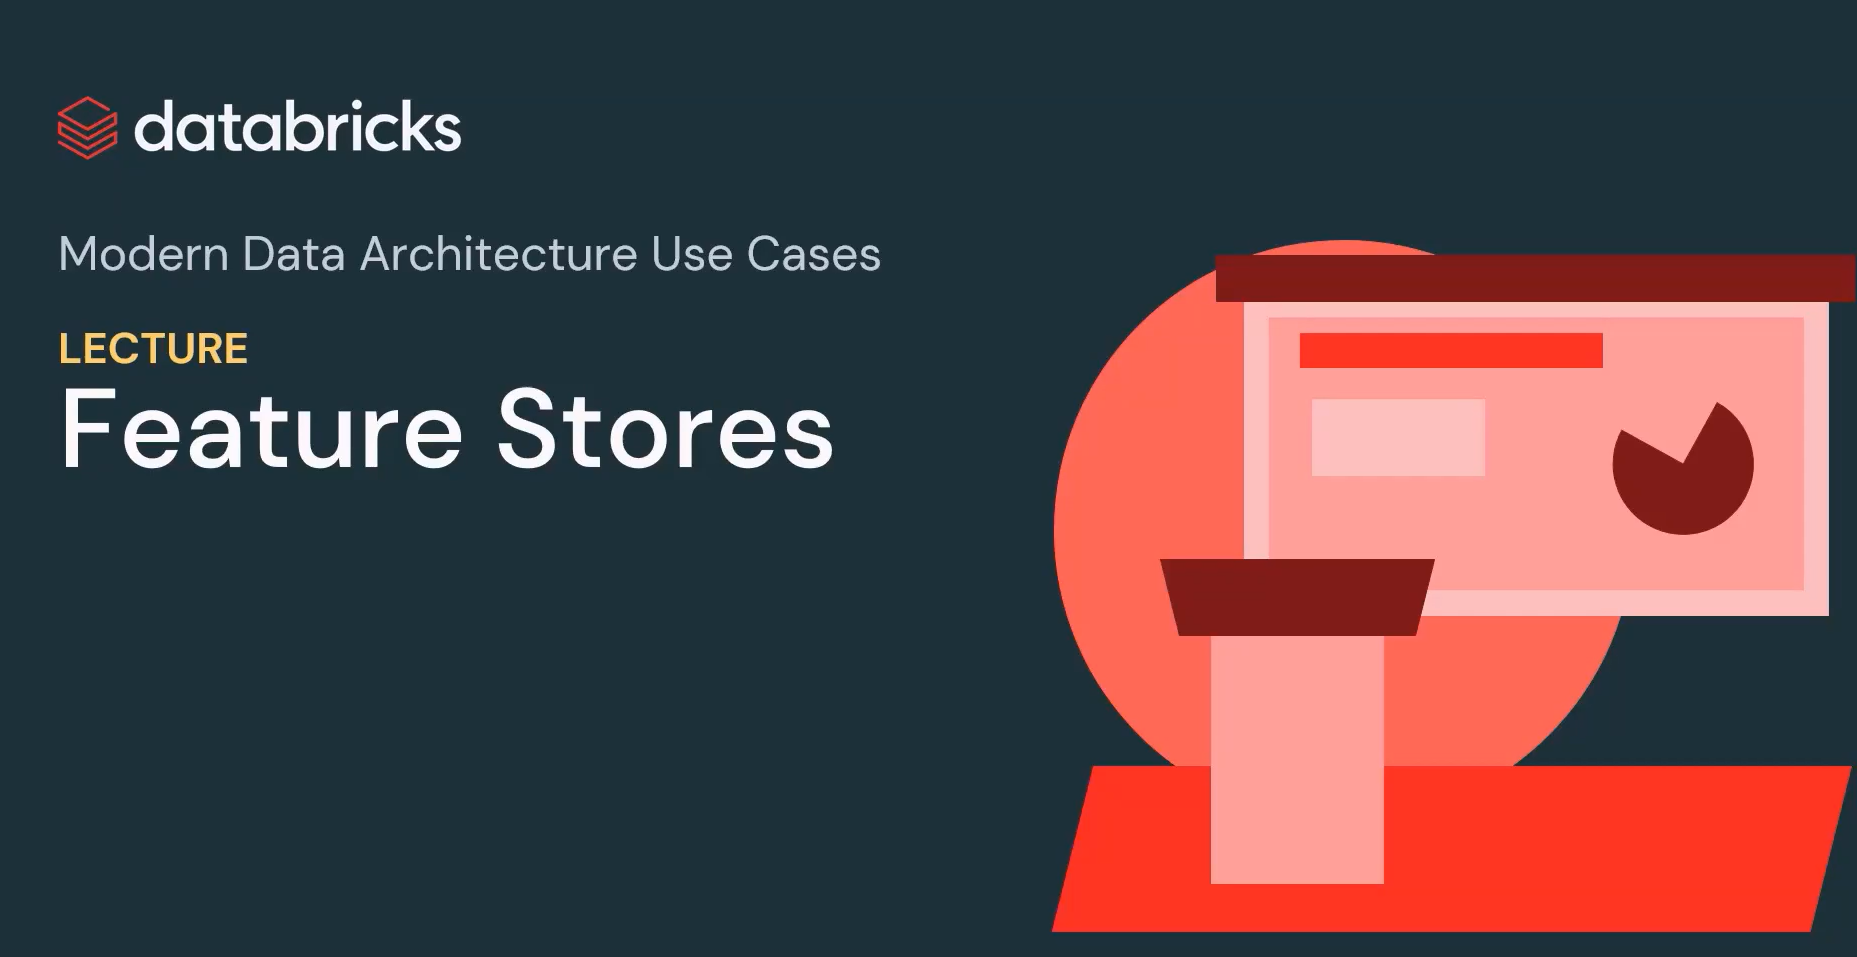 databricks
Modern Data Architecture Use Cases
LECTURE
Feature Stores